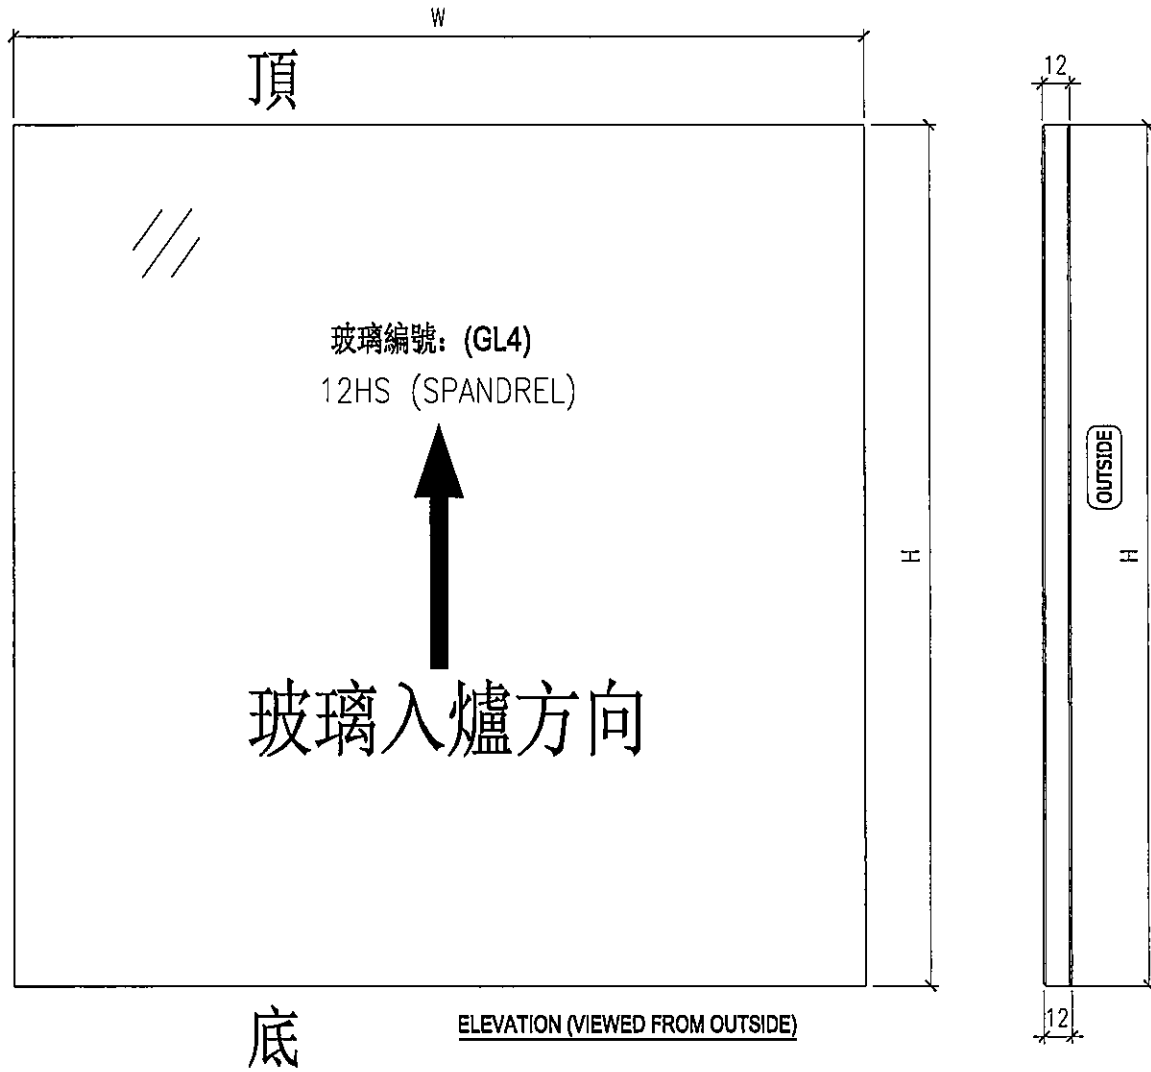 W
頂
12
玻璃編號: (GL4)
12HS (SPANDREL)
OUTSIDE
H
H
玻璃入爐方向
底
ELEVATION (VIEWED FROM OUTSIDE)
12